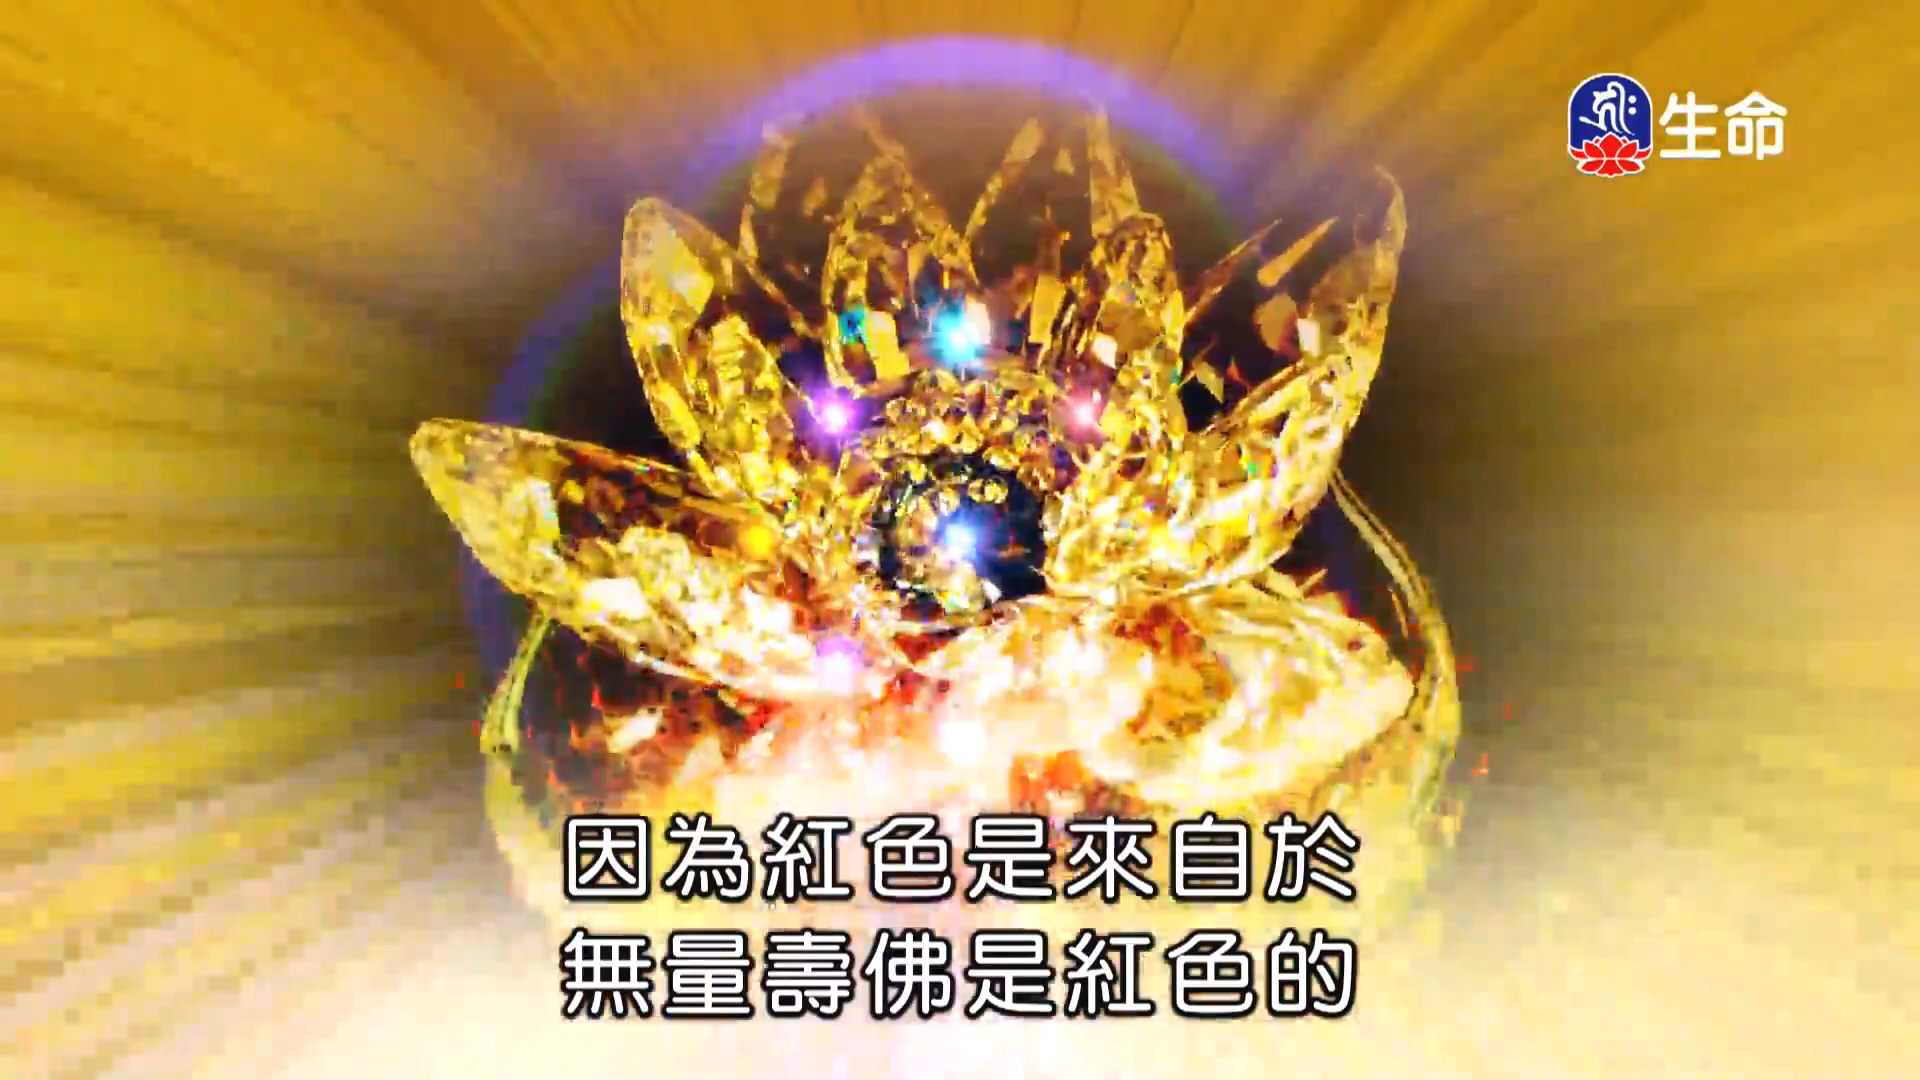 生命
因為紅色是來自於
無量壽佛是紅色的